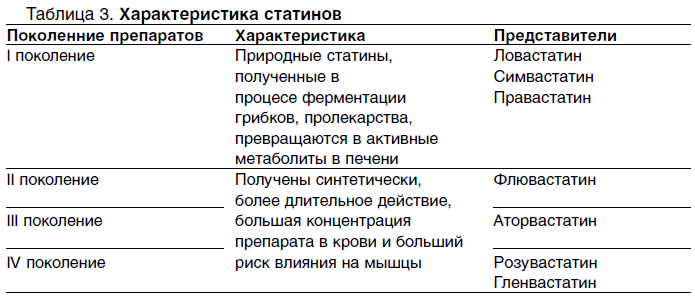 Таблица 3. Характеристика статинов
Поколенние препаратов Характеристика Представители
I поколение Природные статины, Ловастатин
полученные в Симвастатин
процесе ферментации Правастатин
грибков, пролекарства,
превращаются в активные
метаболиты в печени
II поколение Получены синтетически, Флювастатин
более длительное действие,
III поколение большая концентрация Аторвастатин
препарата в крови и больший
IV поколение риск влияния на мышцы Розувастатин
Гленвастатин